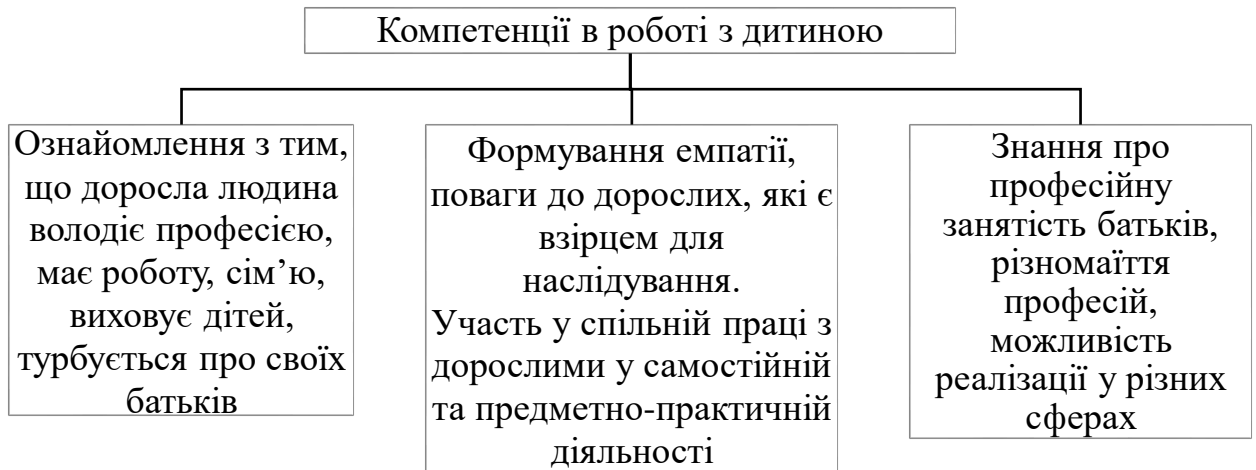 Компетенції в роботі з дитиною
Ознайомлення з тим,
що доросла людина
володіє професією,
має роботу, сім’ю,
виховує дітей,
турбується про своїх
батьків
Формування емпатії,
поваги до дорослих, які є
взірцем для
наслідування.
Участь у спільній праці з
дорослими у самостійній
та предметно-практичній
діяльності
Знання про
професійну
занятість батьків,
різномаїття
професій,
можливість
реалізації у різних
сферах